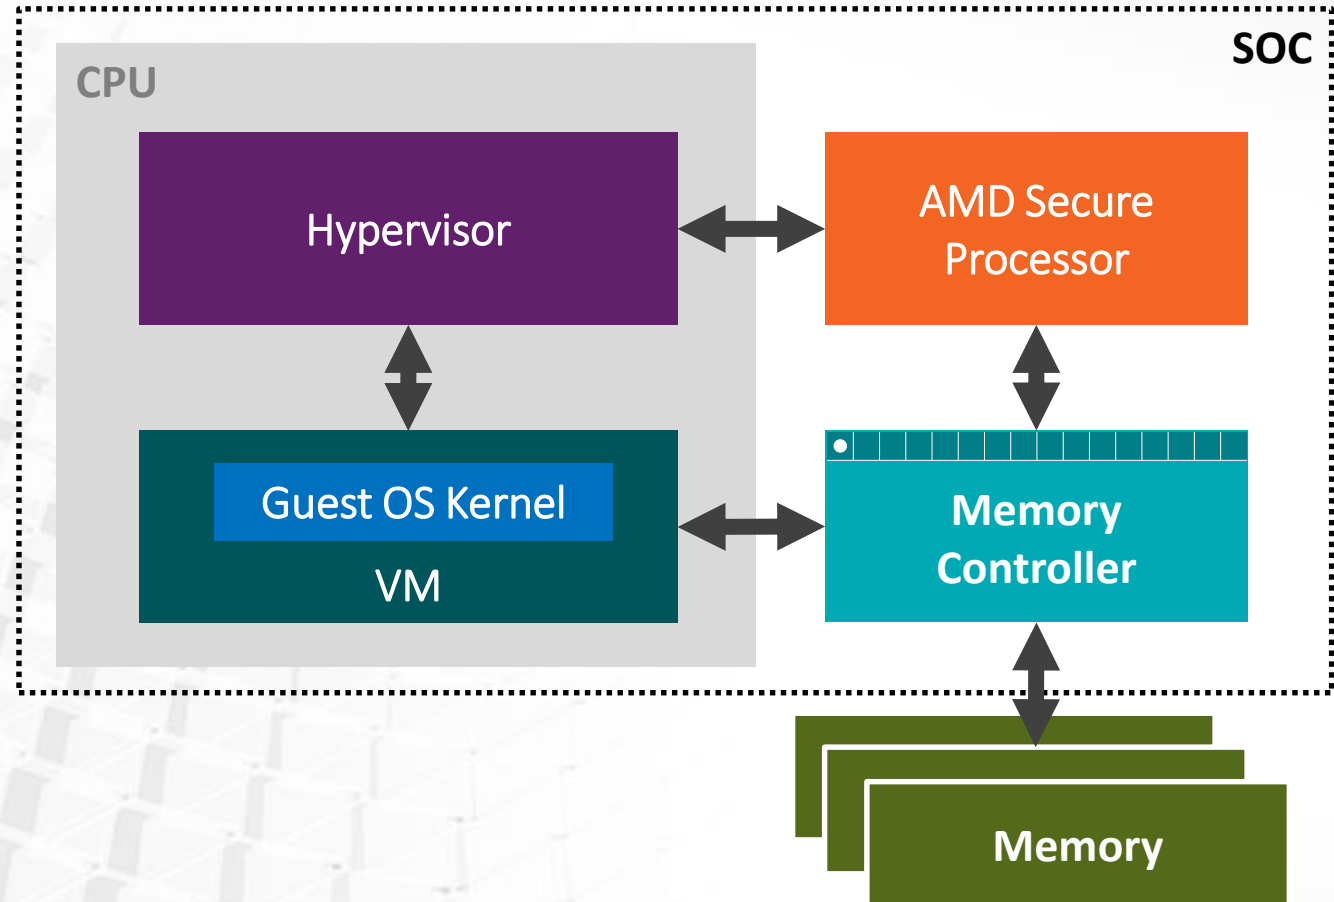 SOC
CPU
Hypervisor
AMD Secure
Processor
Guest OS Kernel
VM
Memory
Controller
Memory